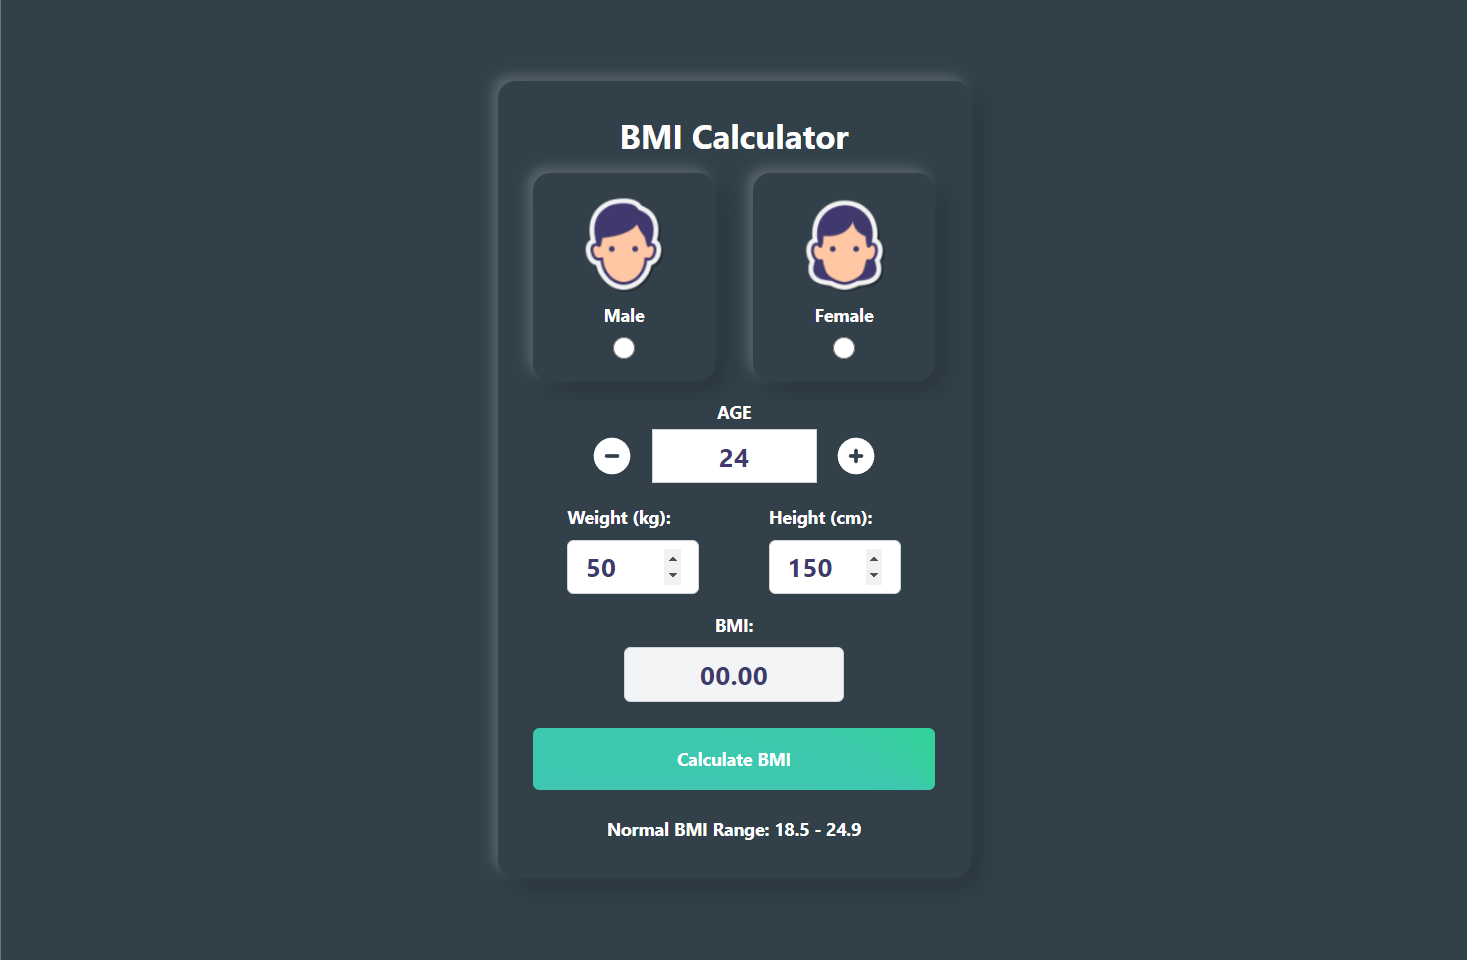 BMI Calculator
Male Female
AGE
24
Weight (kg): Height (cm):
50 150
BMI:
00.00
Calculate BMI
Normal BMI Range: 18.5 - 24.9